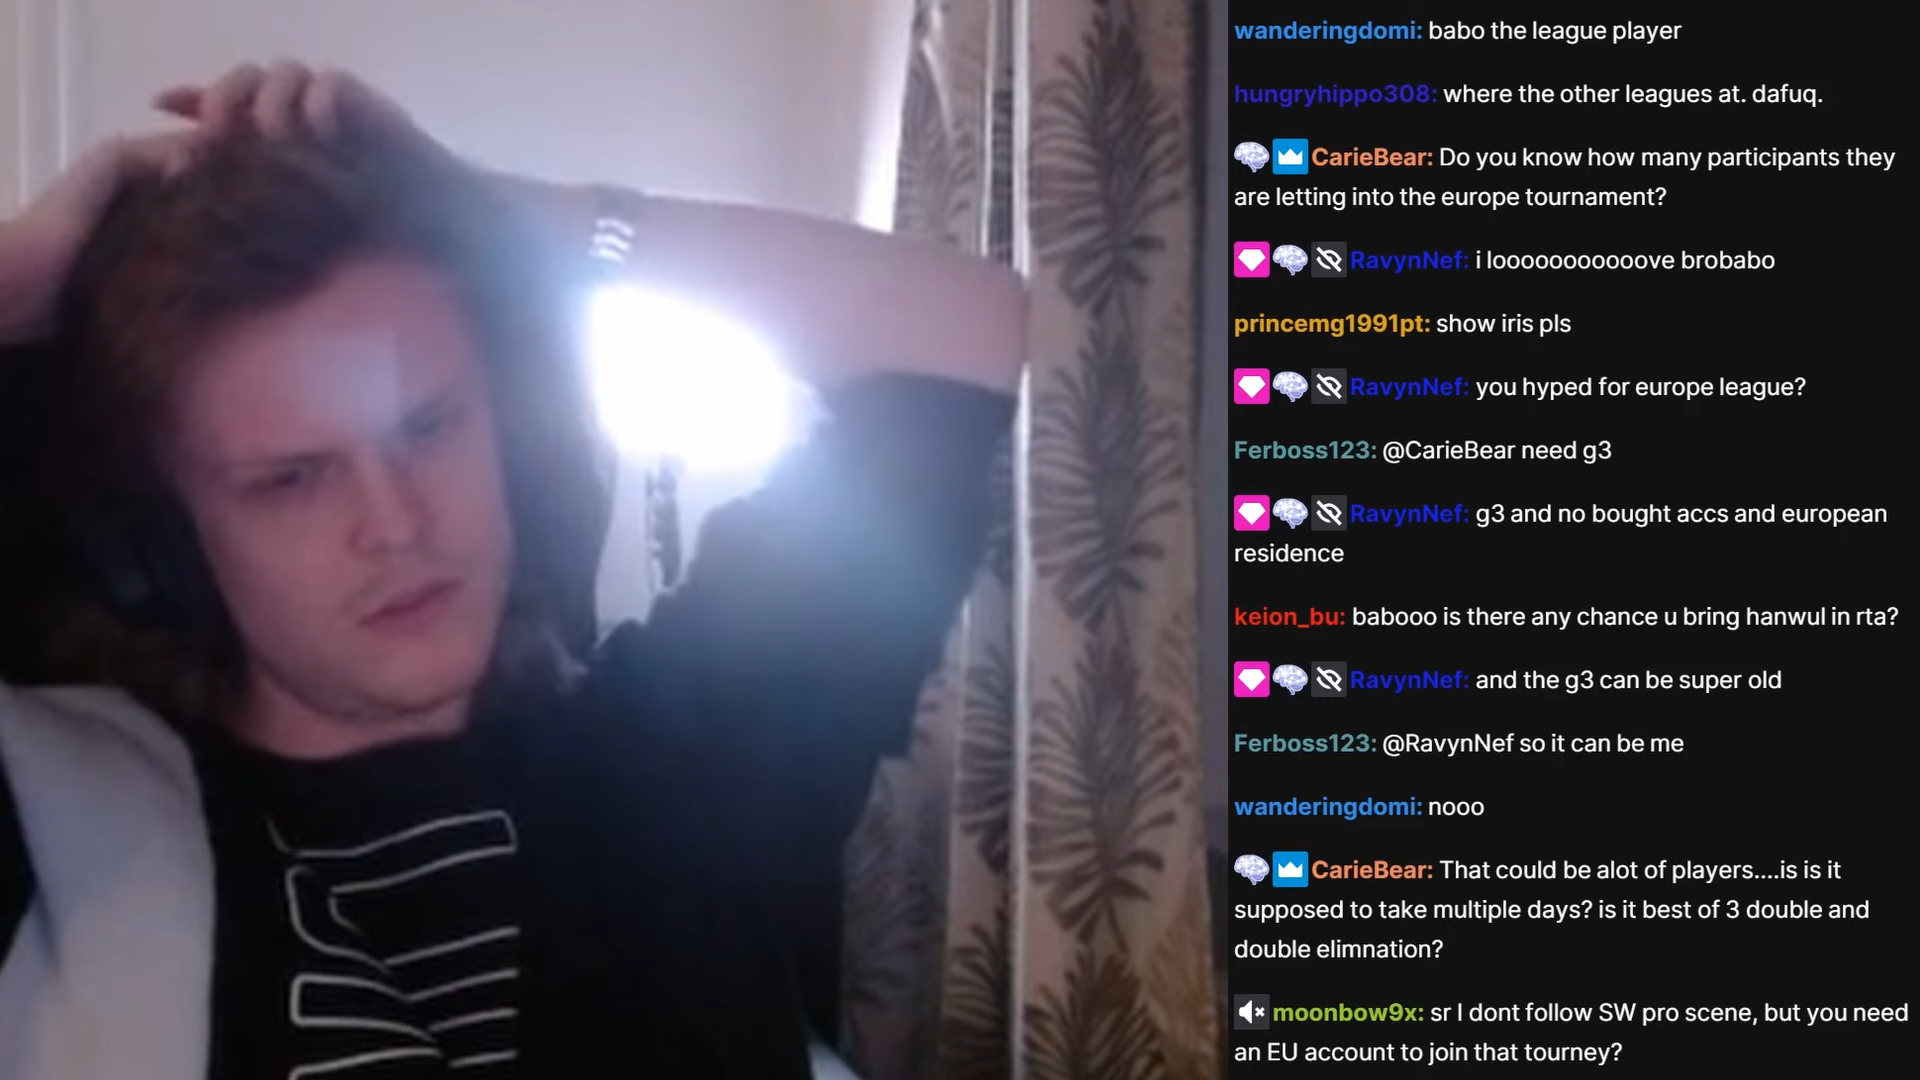 wanderingdomi: babo the league player
hungryhippo308: where the other leagues at. dafuq.
CarieBear: Do you know how many participants they
are letting into the europe tournament?
RavynNef: i looooooooooove brobabo
princemg1991pt: show iris pls
RavynNef: you hyped for europe league?
Ferboss123: @CarieBear need g3
RavynNef: g3 and no bought accs and european
residence
keion_bu: babooo is there any chance u bring hanwul in rta?
RavynNef: and the g3 can be super old
Ferboss123: @RavynNef so it can be me
wanderingdomi: nooo
CarieBear: That could be alot of players....is is it
supposed to take multiple days? is it best of 3 double and
double elimnation?
moonbow9x: sr I dont follow SW pro scene, but you need
an EU account to join that tourney?